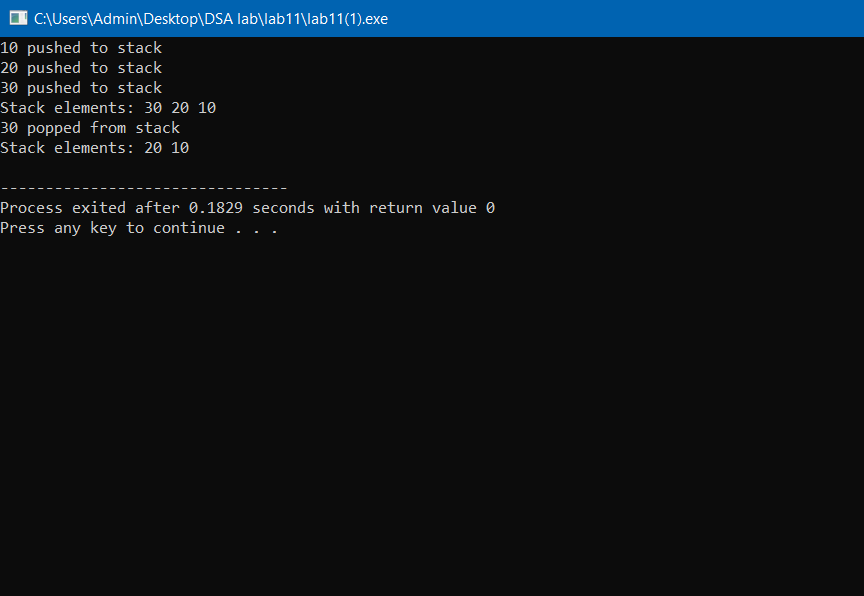 C:\Users\Admin\Desktop\DSA lab\lab11\lab11(1).exe
10 pushed to stack
20 pushed to stack
30 pushed to stack
Stack elements: 30 20 10
30 popped from stack
Stack elements: 20 10
--------------------------------
Process exited after 0.1829 seconds with return value 0
Press any key to continue . . .